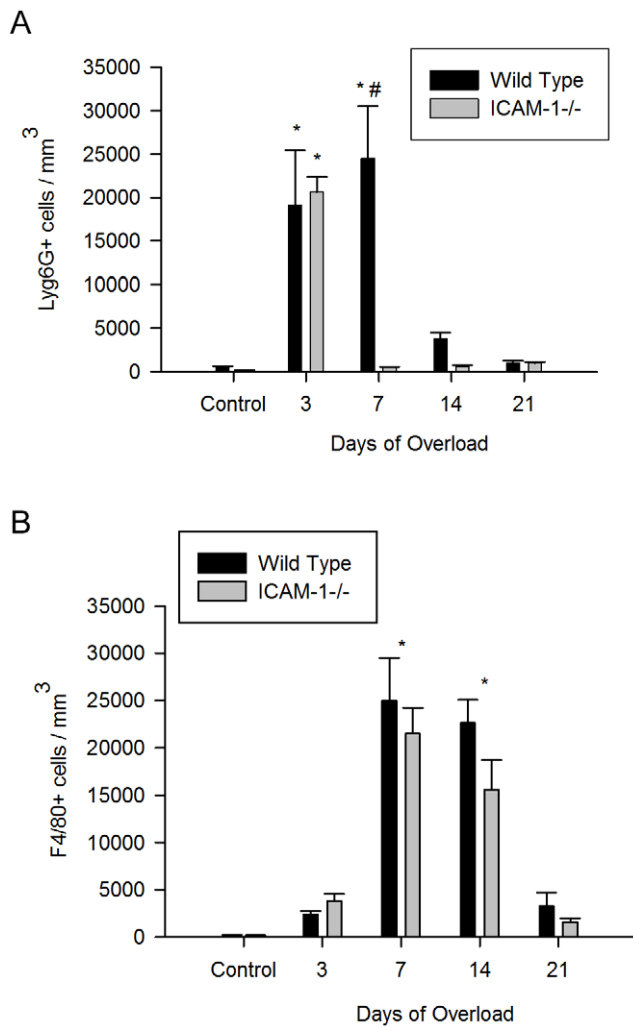 A
Wild Type
ICAM-1-/-
35000
30000
25000
20000
15000
10000
5000
0
Lyg6G+ cells / mm3
*
*
* #
Control 3 7 14 21
Days of Overload
B
Wild Type
ICAM-1-/-
35000
30000
25000
20000
15000
10000
5000
0
F4/80+ cells / mm3
*
*
Control 3 7 14 21
Days of Overload